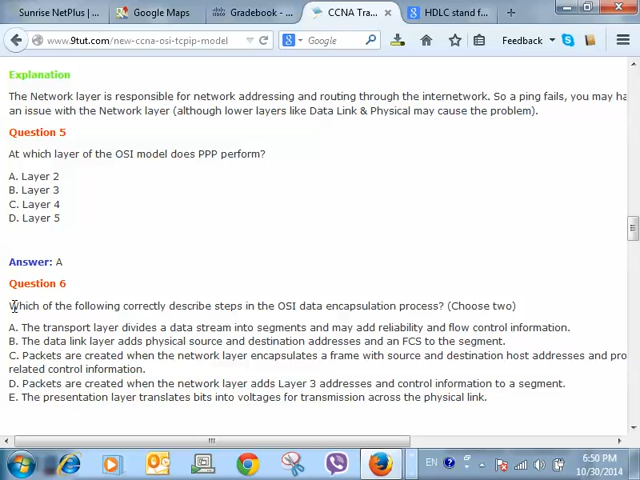 Sunrise NetPlus | ...
Google Maps
Gradebook - ...
CCNA Tra...
HDLC stand f...
www.9tut.com/new-ccna-osi-tcpip-model
Google
Feedback
Explanation
The Network layer is responsible for network addressing and routing through the internetwork. So a ping fails, you may ha
an issue with the Network layer (although lower layers like Data Link & Physical may cause the problem).
Question 5
At which layer of the OSI model does PPP perform?
A. Layer 2
B. Layer 3
C. Layer 4
D. Layer 5
Answer: A
Question 6
Which of the following correctly describe steps in the OSI data encapsulation process? (Choose two)
A. The transport layer divides a data stream into segments and may add reliability and flow control information.
B. The data link layer adds physical source and destination addresses and an FCS to the segment.
C. Packets are created when the network layer encapsulates a frame with source and destination host addresses and pro
related control information.
D. Packets are created when the network layer adds Layer 3 addresses and control information to a segment.
E. The presentation layer translates bits into voltages for transmission across the physical link.
EN
6:50 PM
10/30/2014